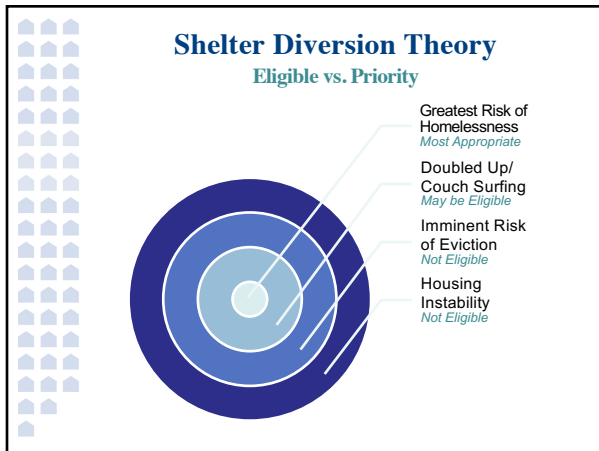 Shelter Diversion Theory
Eligible vs. Priority
Greatest Risk of
Homelessness
Most Appropriate
Doubled Up/
Couch Surfing
May be Eligible
Imminent Risk
of Eviction
Not Eligible
Housing
Instability
Not Eligible